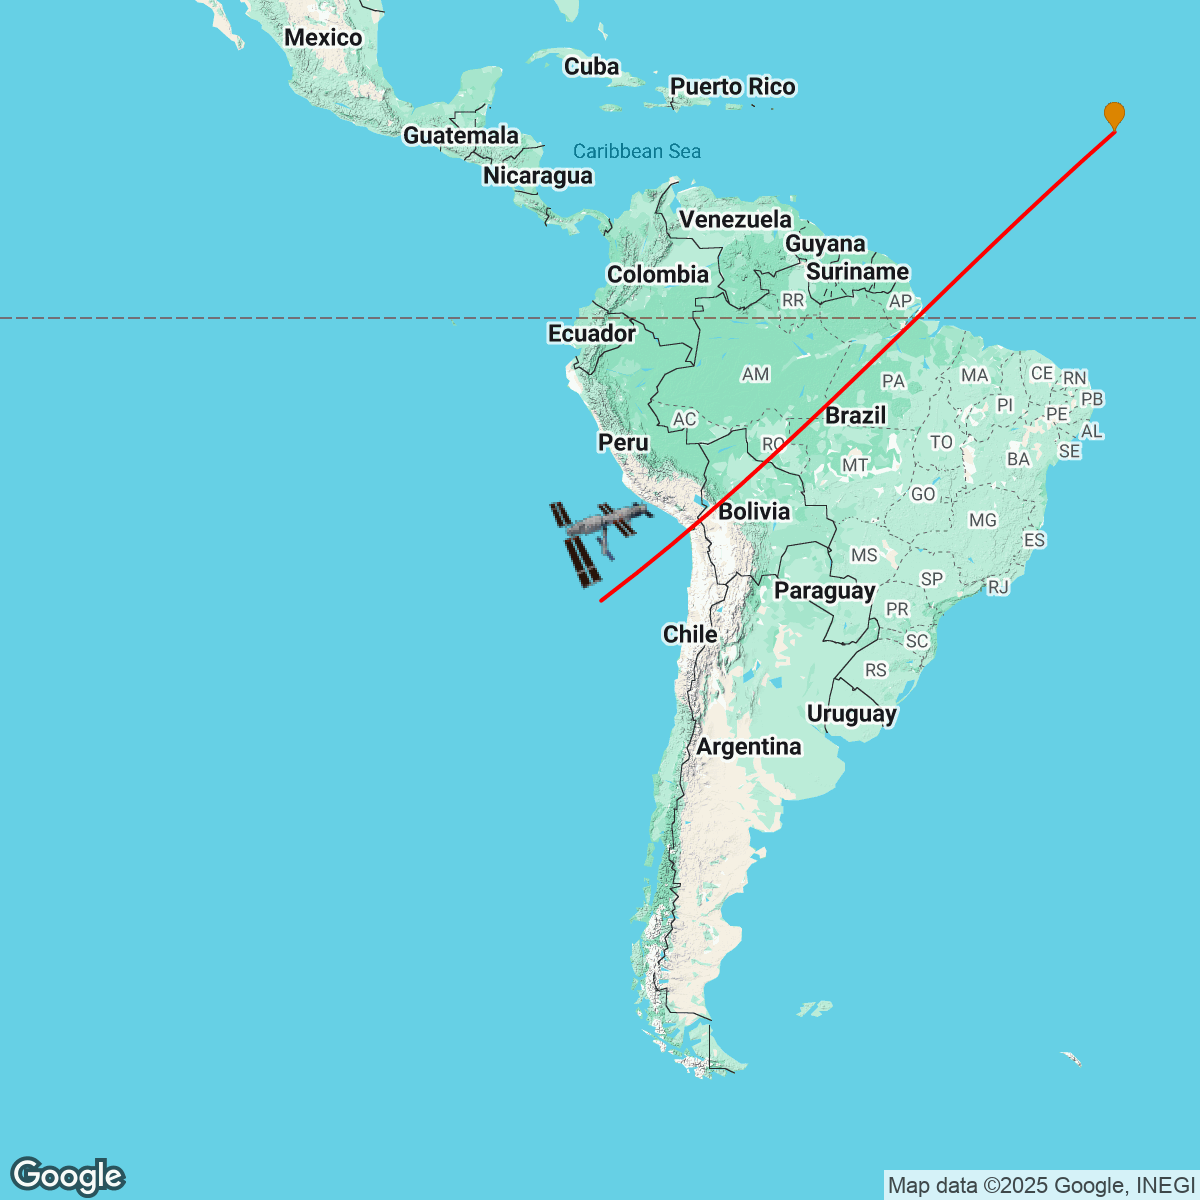 Mexico
Cuba
Puerto Rico
Guatemala
Caribbean Sea
Nicaragua
Venezuela
Guyana
Colombia
Suriname
RR
AP
Ecuador
AM
PA
MA
CE
RN
PB
PI
PE
AC
Brazil
AL
Peru
RO
TO
SE
BA
MT
GO
Bolivia
MG
ES
MS
SP
RJ
Paraguay
PR
Chile
SC
RS
Uruguay
Argentina
Google
Map data ©2025 Google, INEGI